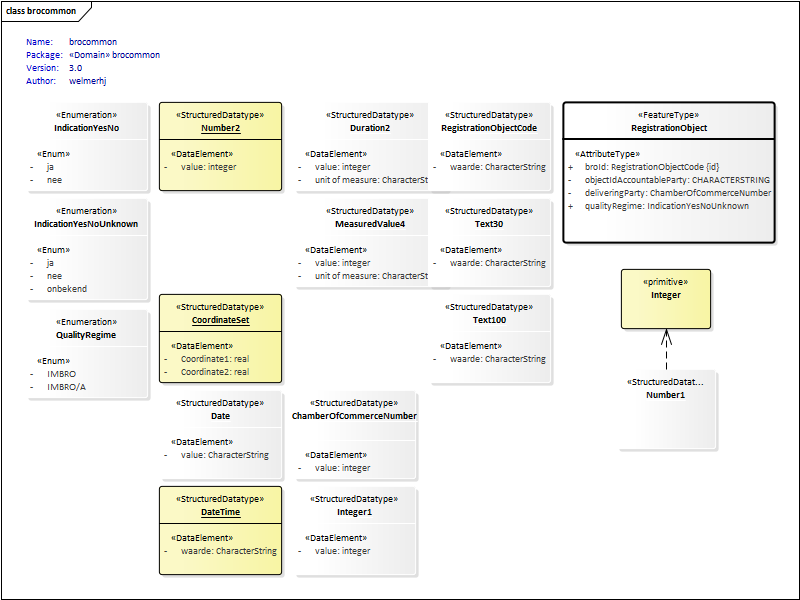 class brocommon
Name: brocommon
Package: «Domain» brocommon
Version: 3.0
Author: welmerhj
«Enumeration»
IndicationYesNo
«Enum»
- ja
- nee
«StructuredDatatype»
Number2
«DataElement»
- value: integer
«StructuredDatatype»
Duration2
«DataElement»
- value: integer
- unit of measure: CharacterSt
«StructuredDatatype»
RegistrationObjectCode
«DataElement»
- waarde: CharacterString
«FeatureType»
RegistrationObject
«AttributeType»
+ broId: RegistrationObjectCode {id}
- objectIdAccountableParty: CHARACTERSTRING
- deliveringParty: ChamberOfCommerceNumber
+ qualityRegime: IndicationYesNoUnknown
«Enumeration»
IndicationYesNoUnknown
«Enum»
- ja
- nee
- onbekend
«StructuredDatatype»
MeasuredValue4
«DataElement»
- value: integer
- unit of measure: CharacterSt
«StructuredDatatype»
Text30
«DataElement»
- waarde: CharacterString
«primitive»
Integer
«Enumeration»
QualityRegime
«Enum»
- IMBRO
- IMBRO/A
«StructuredDatatype»
CoordinateSet
«DataElement»
- Coordinate1: real
- Coordinate2: real
«StructuredDatatype»
Text100
«DataElement»
- waarde: CharacterString
«StructuredDatat...
Number1
«StructuredDatatype»
Date
«DataElement»
- value: CharacterString
«StructuredDatatype»
ChamberOfCommerceNumber
«DataElement»
- value: integer
«StructuredDatatype»
DateTime
«DataElement»
- waarde: CharacterString
«StructuredDatatype»
Integer1
«DataElement»
- value: integer